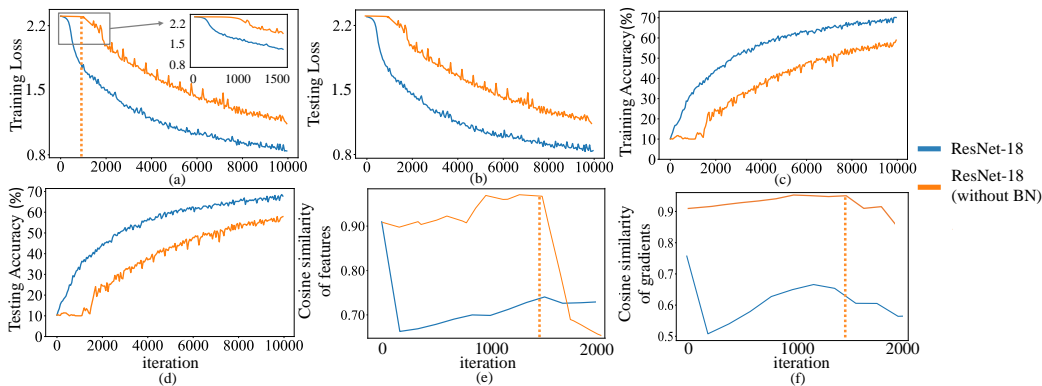 Training Loss
2.2
1.5
0.8
2.2
1.5
0.8
0
1000
1500
0 2000 4000 6000 8000 10000
(a)
Testing Loss
2.2
1.5
0.8
0 2000 4000 6000 8000 10000
(b)
Training Accuracy(%)
70
60
50
40
30
20
10
0
0 2000 4000 6000 8000 10000
(c)
ResNet-18
ResNet-18
(without BN)
Testing Accuracy (%)
70
60
50
40
30
20
10
0
0 2000 4000 6000 8000 10000
iteration
(d)
Cosine similarity
of features
0.90
0.80
0.70
0 1000 2000
iteration
(e)
Cosine similarity
of gradients
0.9
0.8
0.7
0.6
0.5
0 1000 2000
iteration
(f)